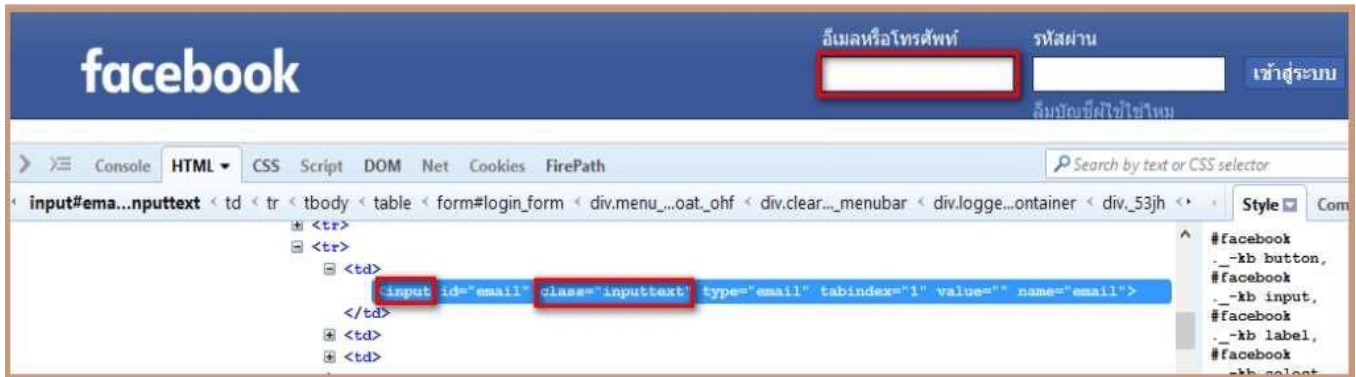 อีเมลหรือโทรศัพท์ รหัสผ่าน
facebook เข้าสู่ระบบ
ลืมบัญชีผู้ใช้ใช่ไหม
Console HTML CSS Script DOM Net Cookies FirePath Search by text or CSS selector
input#ema...nputtext < td < tr < tbody < table < form#login_form < div.menu_...oat._ohf < div.clear..._menubar < div.logge...ontainer < div._53jh < Style Com
<tr>
<tr>
<td>
<input id="email" class="inputtext" type="email" tabindex="1" value="" name="email">
</td>
<td>
<td>
#facebook
._-kb button,
#facebook
._-kb input,
#facebook
._-kb label,
#facebook
._-kb select